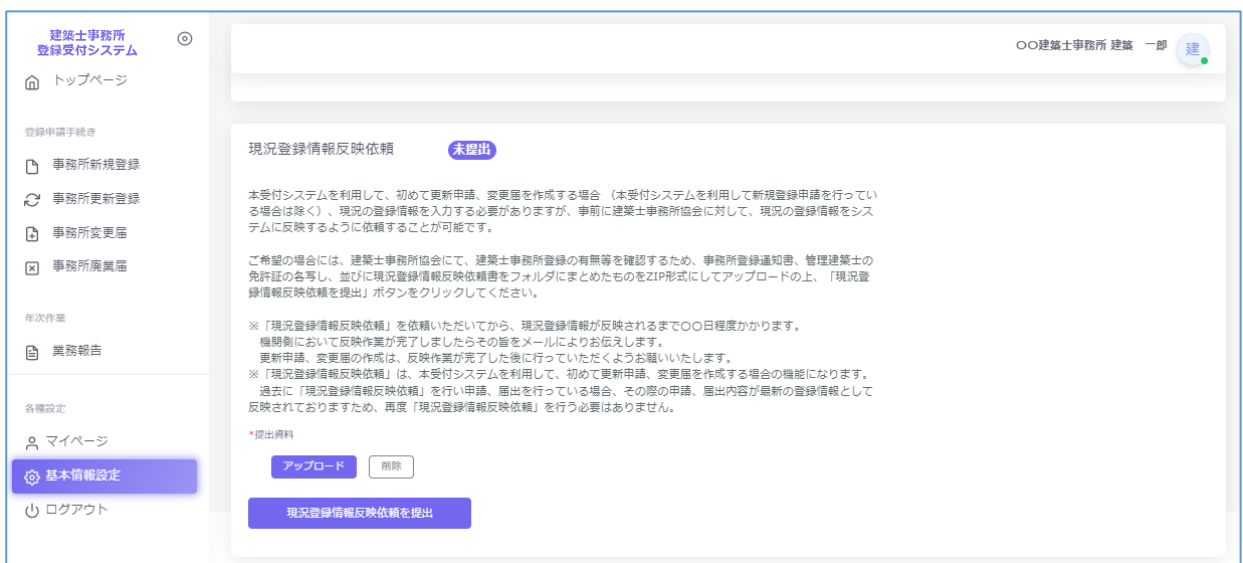 建築士事務所
登録受付システム
トップページ
登録申請手続き
事務所新規登録
事務所更新登録
事務所変更届
事務所廃業届
年次作業
業務報告
各種設定
マイページ
基本情報設定
ログアウト
〇〇建築士事務所 建築　一郎
建
現況登録情報反映依頼
未提出
本受付システムを利用して、初めて更新申請、変更届を作成する場合 （本受付システムを利用して新規登録申請を行ってい
る場合は除く）、現況の登録情報を入力する必要がありますが、事前に建築士事務所協会に対して、現況の登録情報をシス
テムに反映するように依頼することが可能です。
ご希望の場合には、建築士事務所協会にて、建築士事務所登録の有無等を確認するため、事務所登録通知書、管理建築士の
免許証の各写し、並びに現況登録情報反映依頼書をフォルダにまとめたものをZIP形式にしてアップロードの上、「現況登
録情報反映依頼を提出」ボタンをクリックしてください。
※「現況登録情報反映依頼」を依頼いただいてから、現況登録情報が反映されるまで〇〇日程度かかります。
機関側において反映作業が完了しましたらその旨をメールによりお伝えします。
更新申請、変更届の作成は、反映作業が完了した後に行っていただくようお願いいたします。
※「現況登録情報反映依頼」は、本受付システムを利用して、初めて更新申請、変更届を作成する場合の機能になります。
過去に「現況登録情報反映依頼」を行い申請、届出を行っている場合、その際の申請、届出内容が最新の登録情報として
反映されておりますため、再度「現況登録情報反映依頼」を行う必要はありません。
*提出資料
アップロード
削除
現況登録情報反映依頼を提出